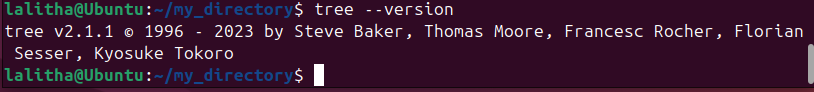 lalitha@Ubuntu:~/my_directory$ tree --version
tree v2.1.1 © 1996 - 2023 by Steve Baker, Thomas Moore, Francesc Rocher, Florian
 Sesser, Kyosuke Tokoro
lalitha@Ubuntu:~/my_directory$